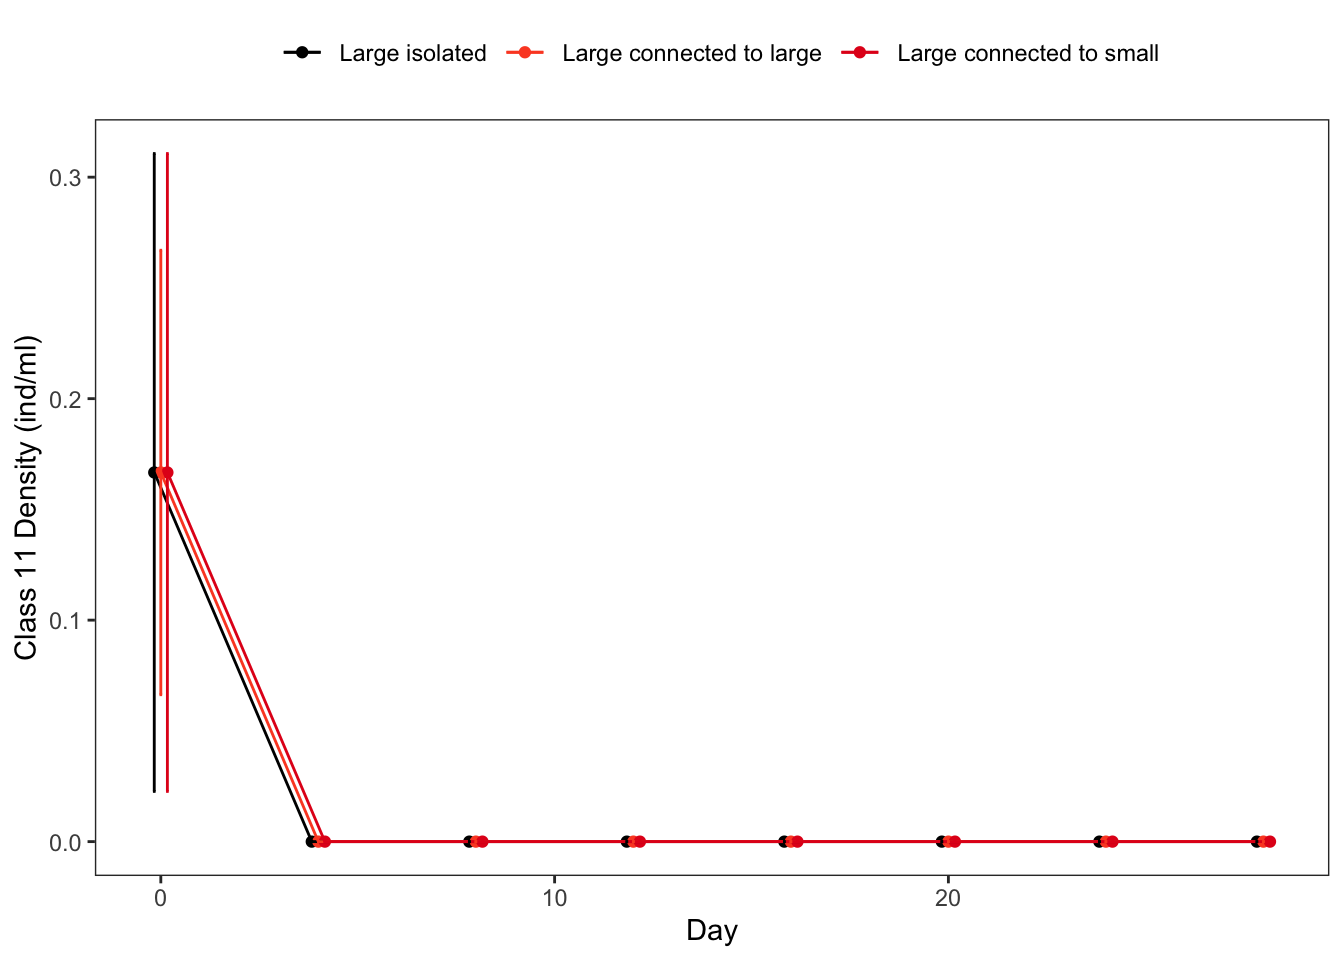 Large isolated Large connected to large Large connected to small
Class 11 Density (ind/ml)
0.3
0.2
0.1
0.0
0 10 20
Day